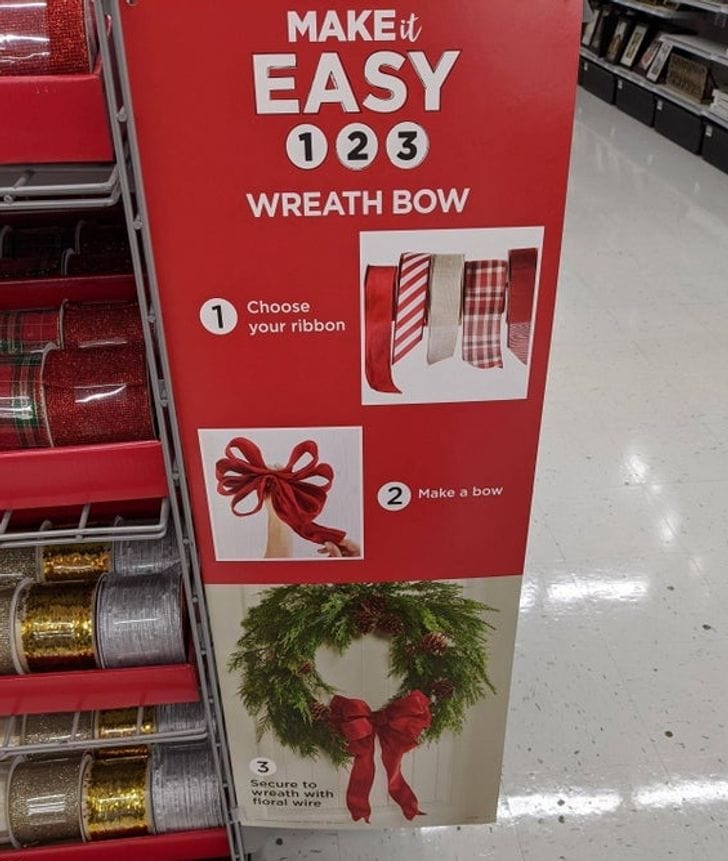 MAKE it
EASY
1 2 3
WREATH BOW
1 Choose
your ribbon
2 Make a bow
3
Secure to
wreath with
floral wire